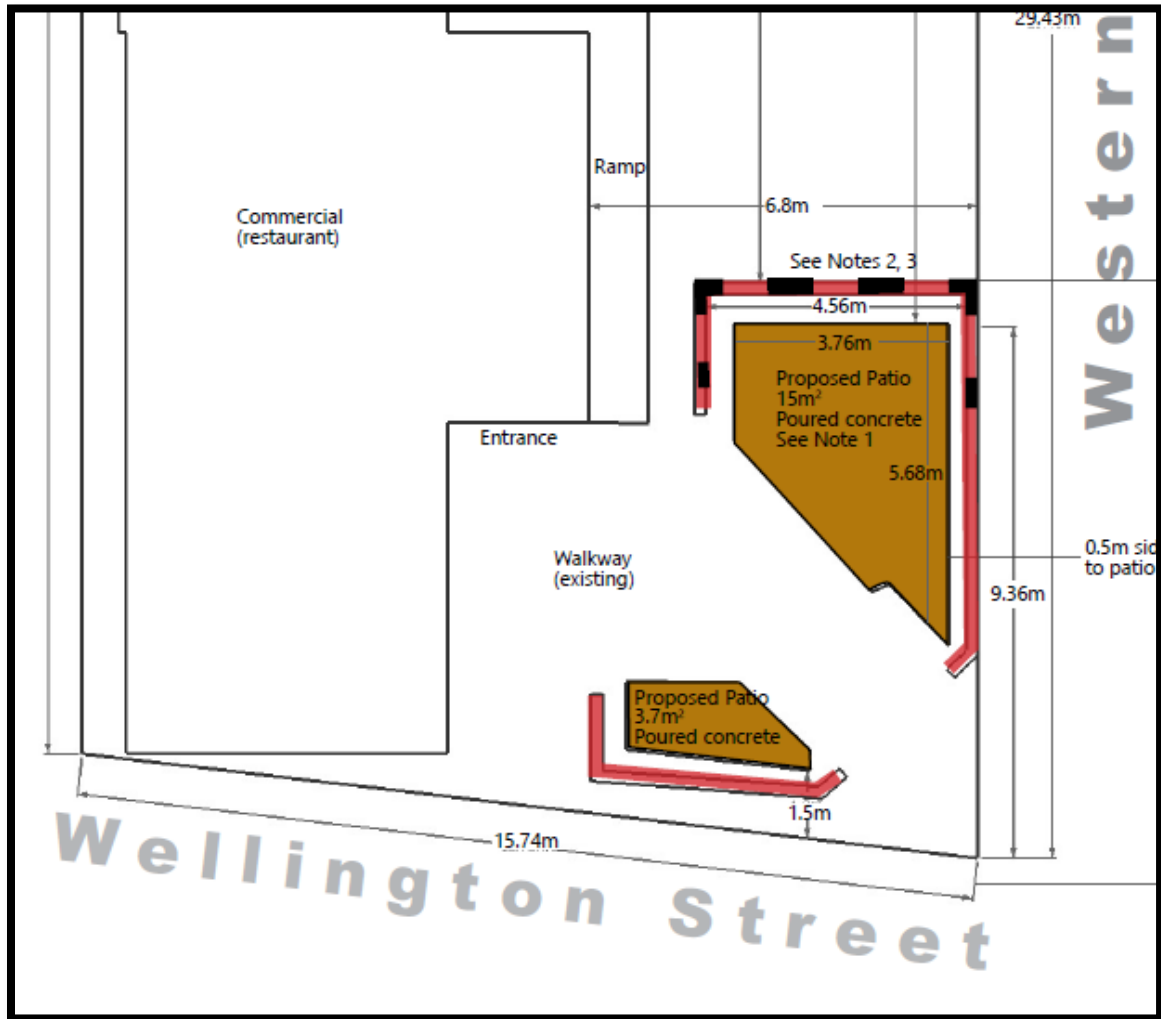 29.43m
Western
Ramp
6.8m
Commercial
(restaurant)
See Notes 2, 3
4.56m
3.76m
Proposed Patio
15m²
Poured concrete
See Note 1
Entrance
5.68m
0.5m sid
to patio
Walkway
(existing)
9.36m
Proposed Patio
3.7m²
Poured concrete
1.5m
15.74m
Wellington Street